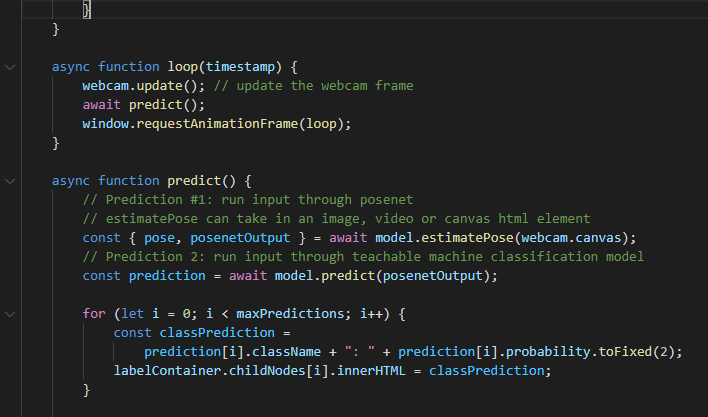 }
}
async function loop(timestamp) {
webcam.update(); // update the webcam frame
await predict();
window.requestAnimationFrame(loop);
}
async function predict() {
// Prediction #1: run input through posenet
// estimatePose can take in an image, video or canvas html element
const { pose, posenetOutput } = await model.estimatePose(webcam.canvas);
// Prediction 2: run input through teachable machine classification model
const prediction = await model.predict(posenetOutput);
for (let i = 0; i < maxPredictions; i++) {
const classPrediction =
prediction[i].className + ": " + prediction[i].probability.toFixed(2);
labelContainer.childNodes[i].innerHTML = classPrediction;
}